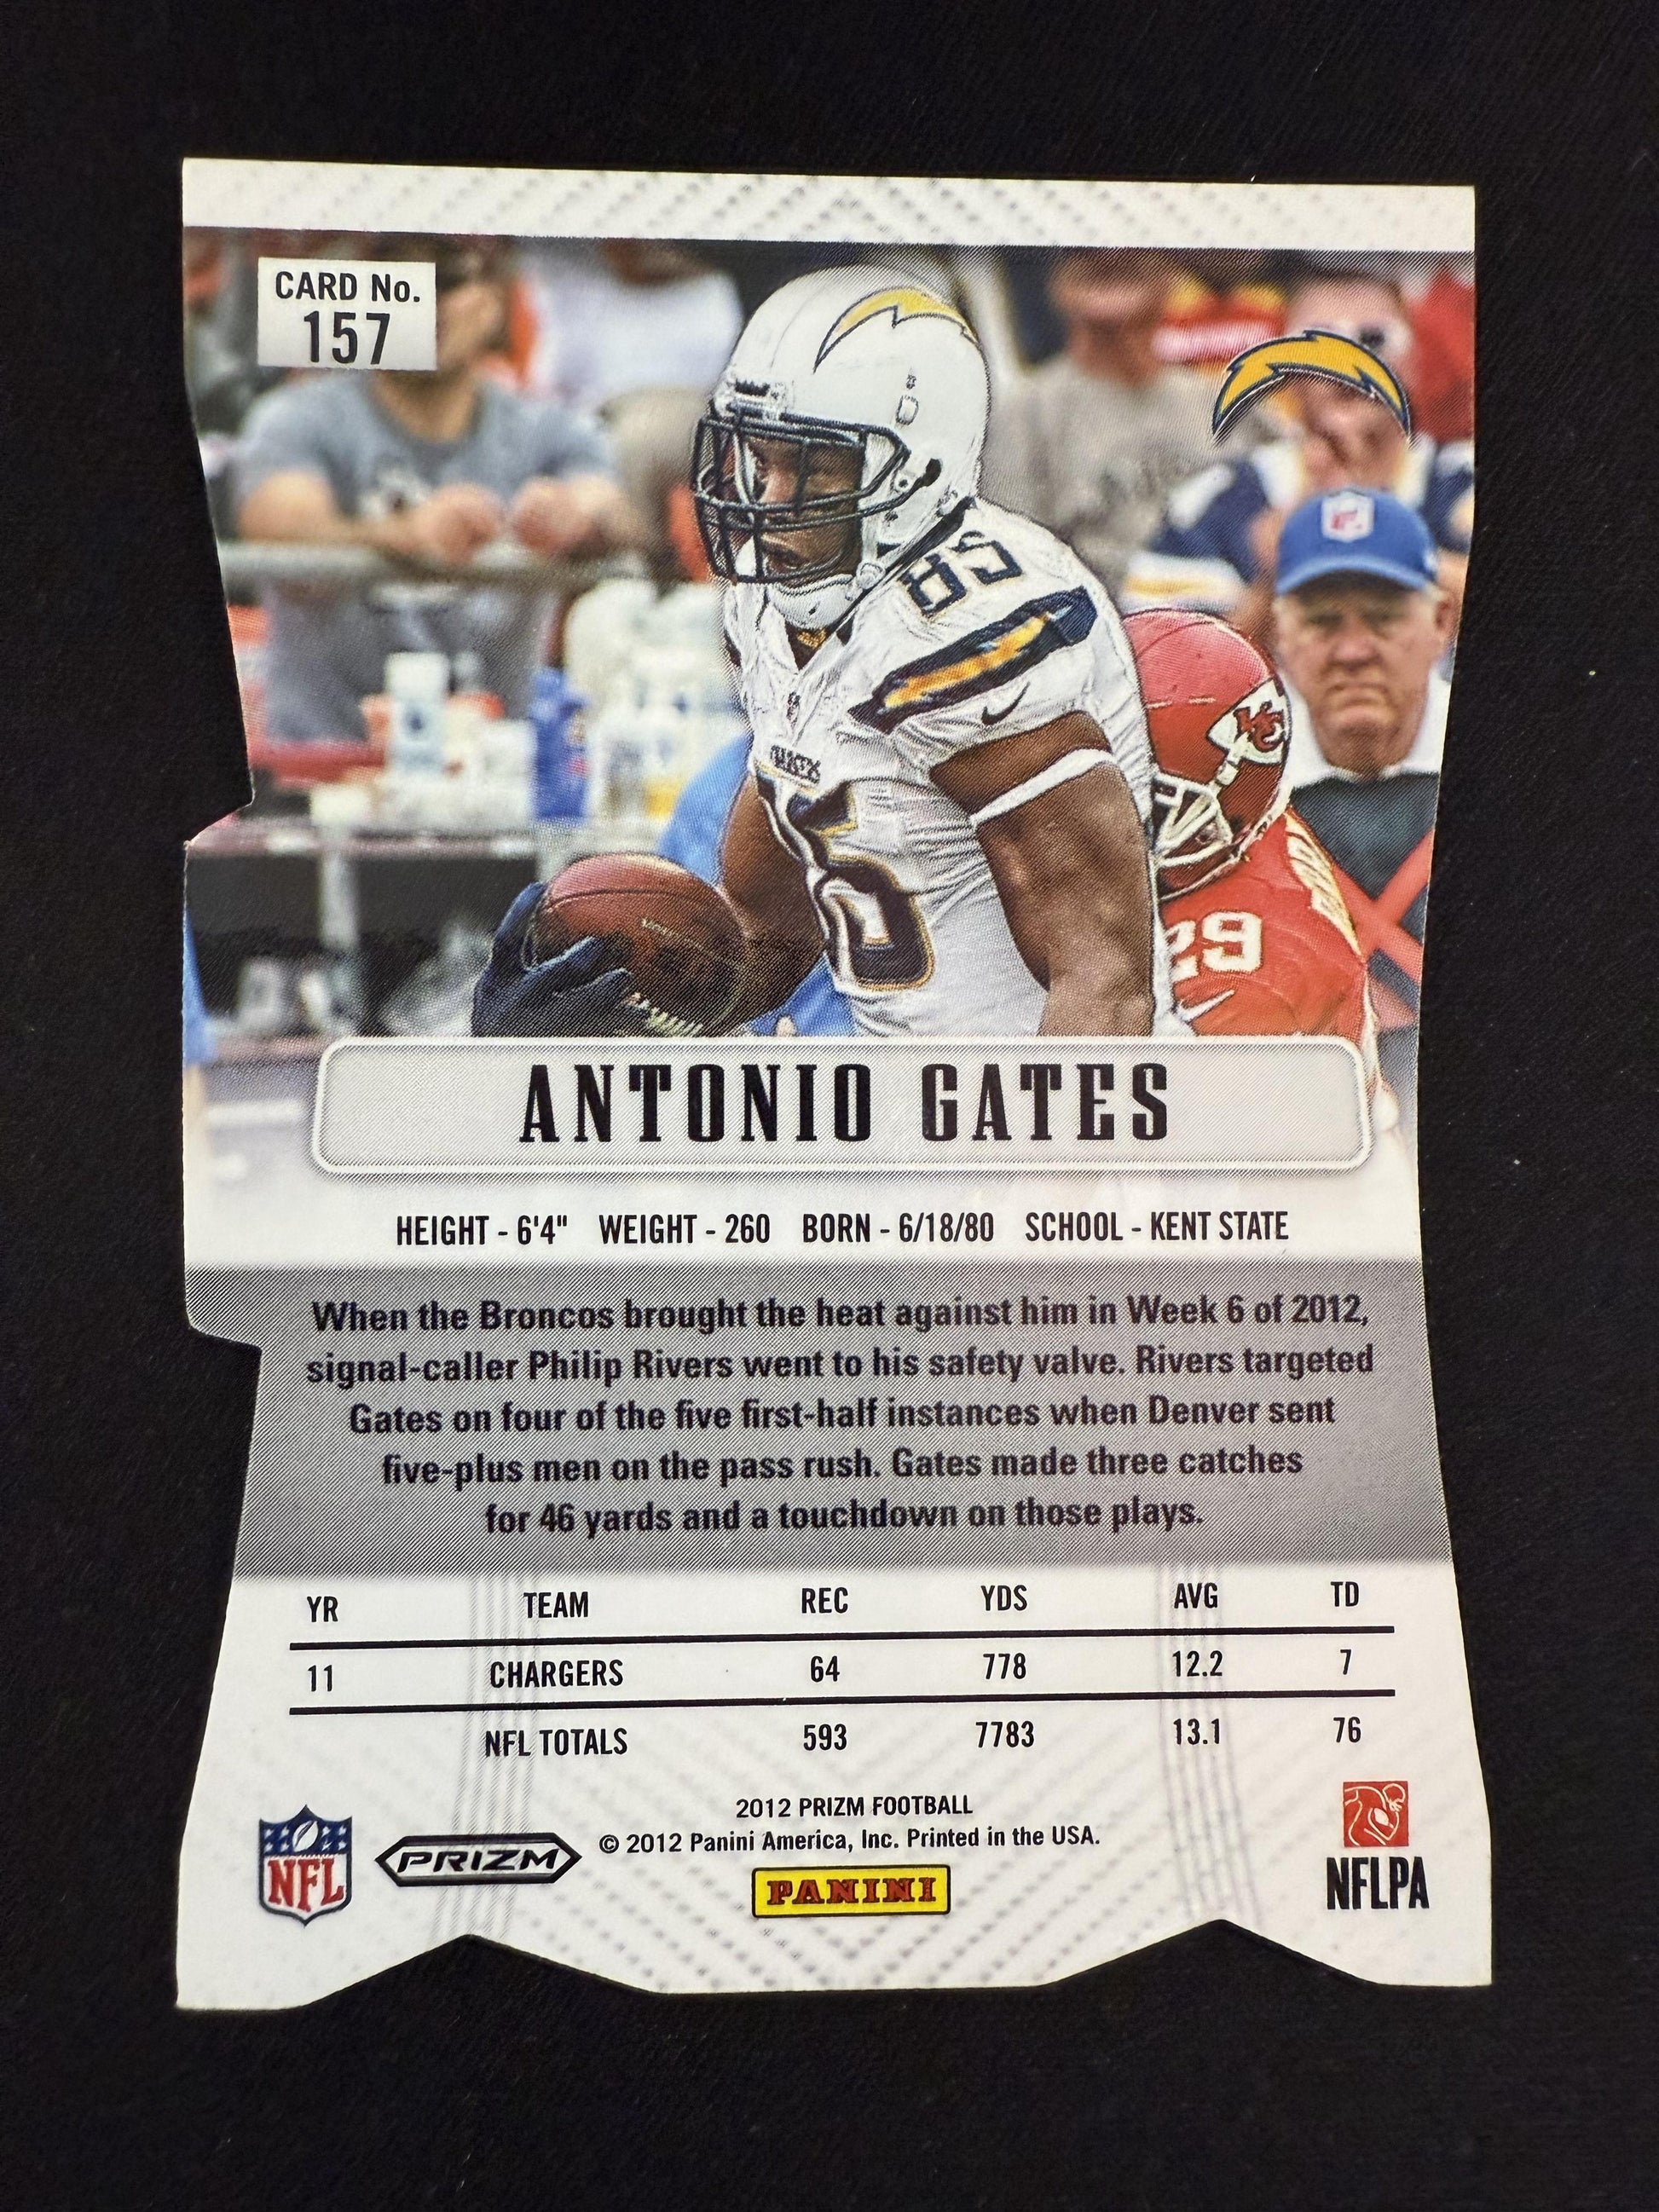 CARD No.
157
85
KC
29
ANTONIO GATES
HEIGHT - 6'4" WEIGHT - 260 BORN - 6/18/80 SCHOOL - KENT STATE
When the Broncos brought the heat against him in Week 6 of 2012,
signal-caller Philip Rivers went to his safety valve. Rivers targeted
Gates on four of the five first-half instances when Denver sent
five-plus men on the pass rush. Gates made three catches
for 46 yards and a touchdown on those plays.
YR TEAM REC YDS AVG TD
11 CHARGERS 64 778 12.2 7
NFL TOTALS 593 7783 13.1 76
2012 PRIZM FOOTBALL
© 2012 Panini America, Inc. Printed in the USA.
NFL PRIZM PANINI NFLPA